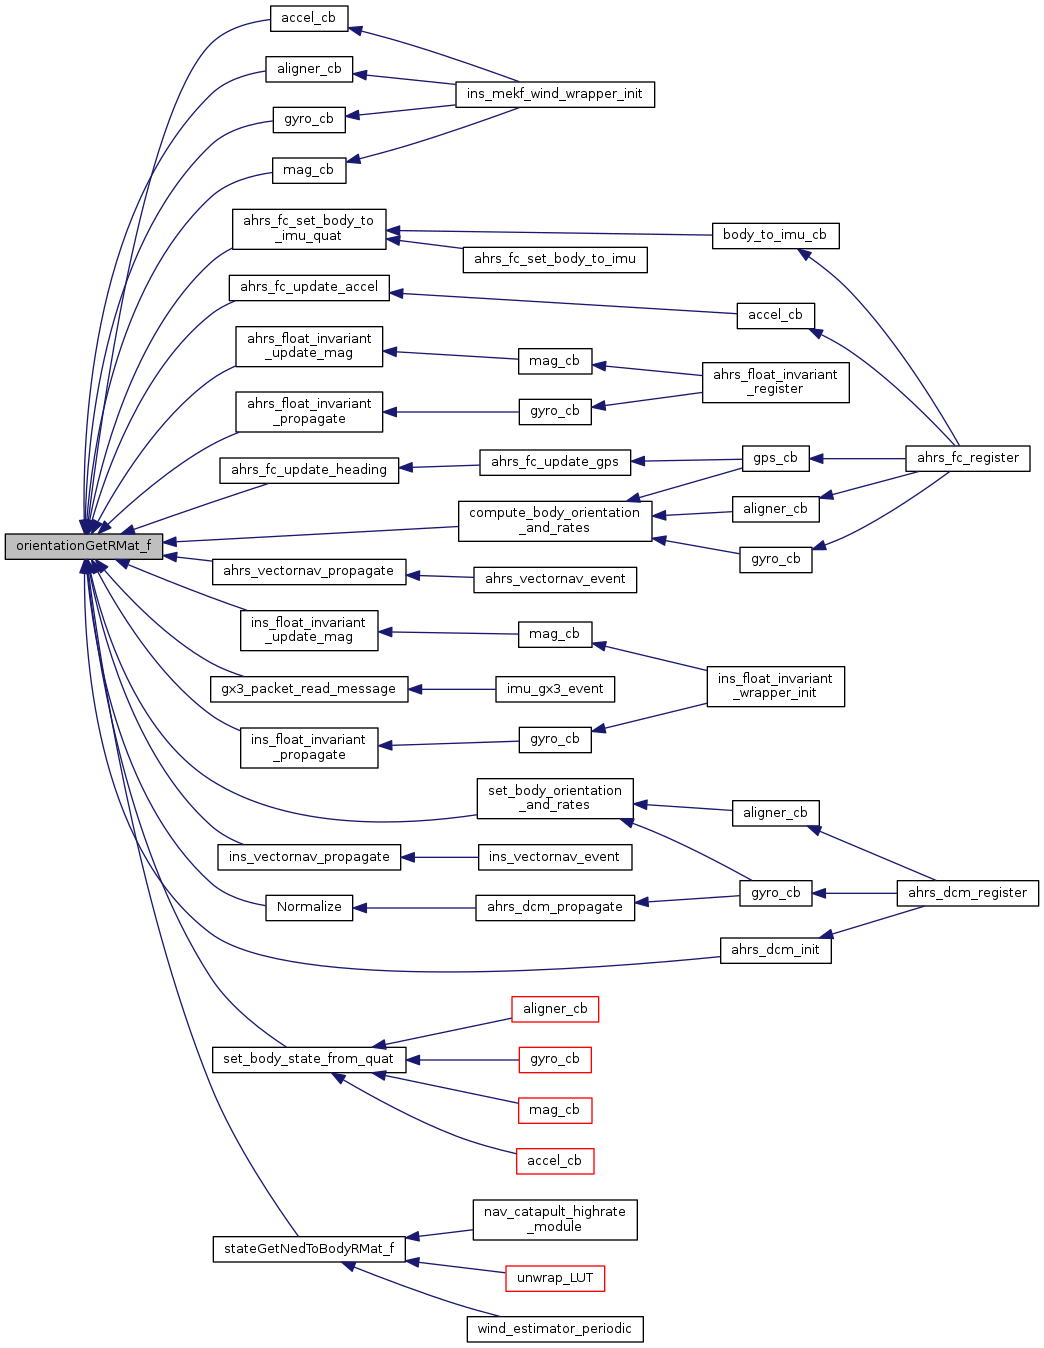 accel_cb
aligner_cb
ins_mekf_wind_wrapper_init
gyro_cb
mag_cb
ahrs_fc_set_body_to
_imu_quat
body_to_imu_cb
ahrs_fc_set_body_to_imu
ahrs_fc_update_accel
accel_cb
ahrs_float_invariant
_update_mag
mag_cb
ahrs_float_invariant
_register
ahrs_float_invariant
_propagate
gyro_cb
ahrs_fc_update_heading
ahrs_fc_update_gps
gps_cb
ahrs_fc_register
compute_body_orientation
_and_rates
aligner_cb
gyro_cb
orientationGetRMat_f
ahrs_vectornav_propagate
ahrs_vectornav_event
ins_float_invariant
_update_mag
mag_cb
gx3_packet_read_message
imu_gx3_event
ins_float_invariant
_wrapper_init
ins_float_invariant
_propagate
gyro_cb
set_body_orientation
_and_rates
aligner_cb
ins_vectornav_propagate
ins_vectornav_event
Normalize
ahrs_dcm_propagate
gyro_cb
ahrs_dcm_register
ahrs_dcm_init
aligner_cb
set_body_state_from_quat
gyro_cb
mag_cb
accel_cb
nav_catapult_highrate
_module
stateGetNedToBodyRMat_f
unwrap_LUT
wind_estimator_periodic